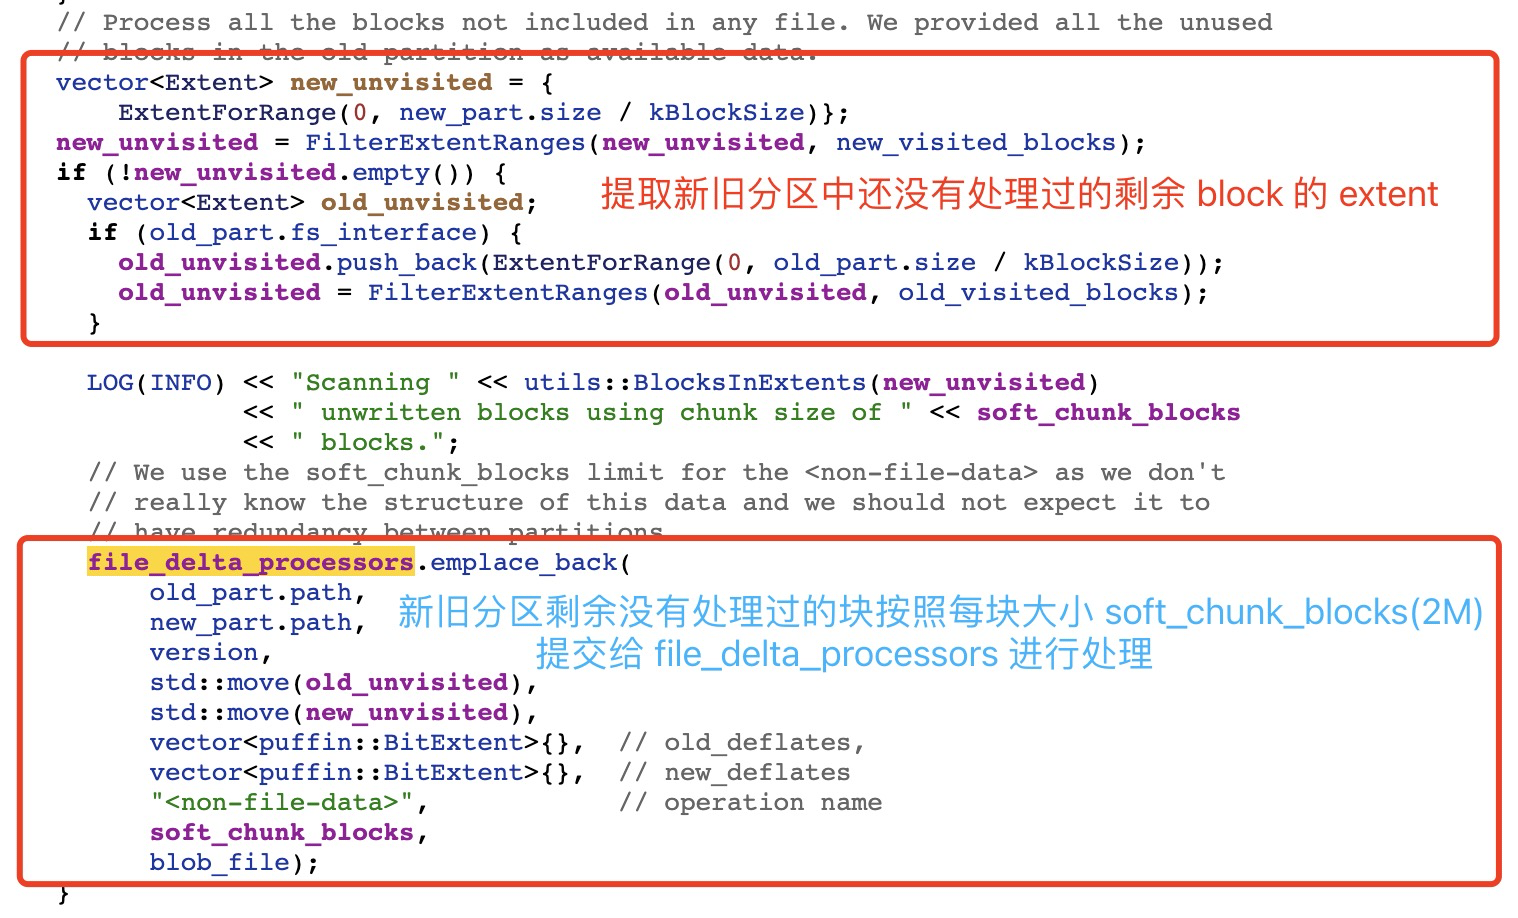 }
// Process all the blocks not included in any file. We provided all the unused
// blocks in the old partition as available data.
vector<Extent> new_unvisited = {
ExtentForRange(0, new_part.size / kBlockSize)};
new_unvisited = FilterExtentRanges(new_unvisited, new_visited_blocks);
if (!new_unvisited.empty()) {
提取新旧分区中还没有处理过的剩余 block 的 extent
vector<Extent> old_unvisited;
if (old_part.fs_interface) {
old_unvisited.push_back(ExtentForRange(0, old_part.size / kBlockSize));
old_unvisited = FilterExtentRanges(old_unvisited, old_visited_blocks);
}
LOG(INFO) << "Scanning " << utils::BlocksInExtents(new_unvisited)
<< " unwritten blocks using chunk size of " << soft_chunk_blocks
<< " blocks.";
// We use the soft_chunk_blocks limit for the <non-file-data> as we don't
// really know the structure of this data and we should not expect it to
// have redundancy between partitions
file_delta_processors.emplace_back(
old_part.path,
新旧分区剩余没有处理过的块按照每块大小 soft_chunk_blocks(2M)
new_part.path,
提交给 file_delta_processors 进行处理
version,
std::move(old_unvisited),
std::move(new_unvisited),
vector<puffin::BitExtent>{}, // old_deflates,
vector<puffin::BitExtent>{}, // new_deflates
"<non-file-data>", // operation name
soft_chunk_blocks,
blob_file);
}